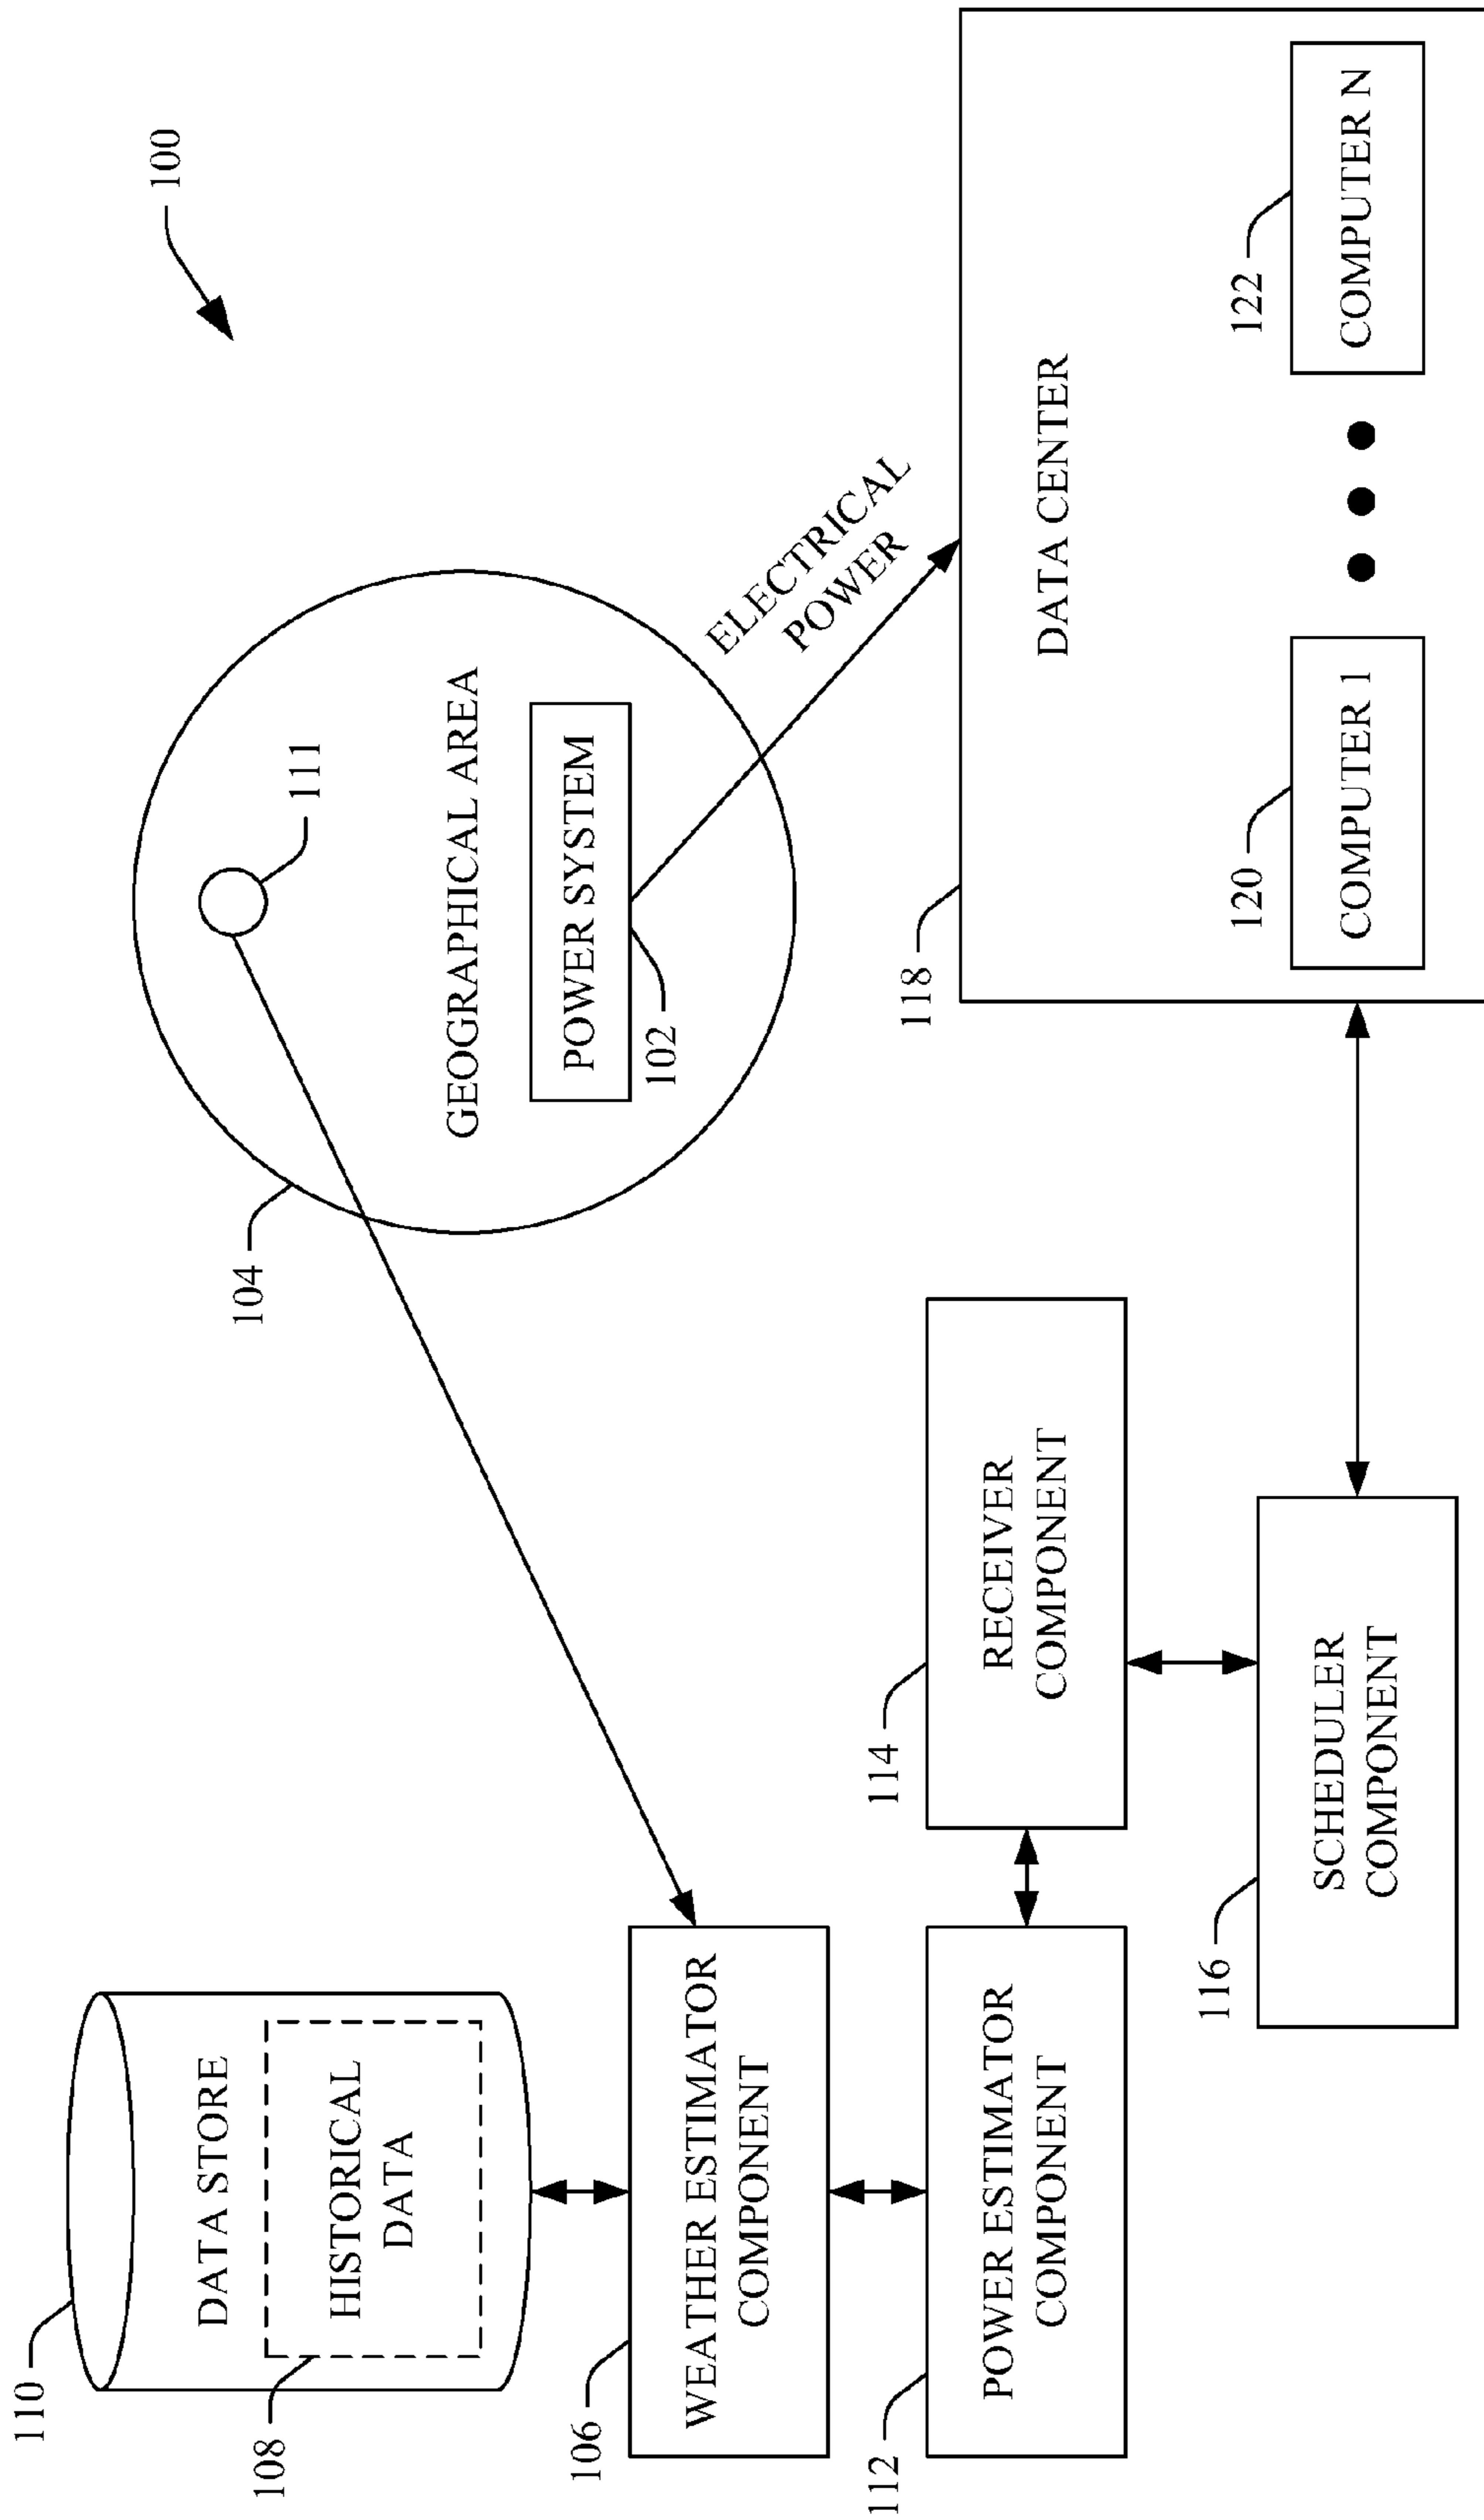 110
DATA STORE
108
HISTORICAL
DATA
100
111
104
GEOGRAPHICAL AREA
POWER SYSTEM
102
106
WEATHER ESTIMATOR
COMPONENT
ELECTRICAL
POWER
112
POWER ESTIMATOR
COMPONENT
114
RECEIVER
COMPONENT
118
DATA CENTER
116
SCHEDULER
COMPONENT
120
COMPUTER 1
122
COMPUTER N